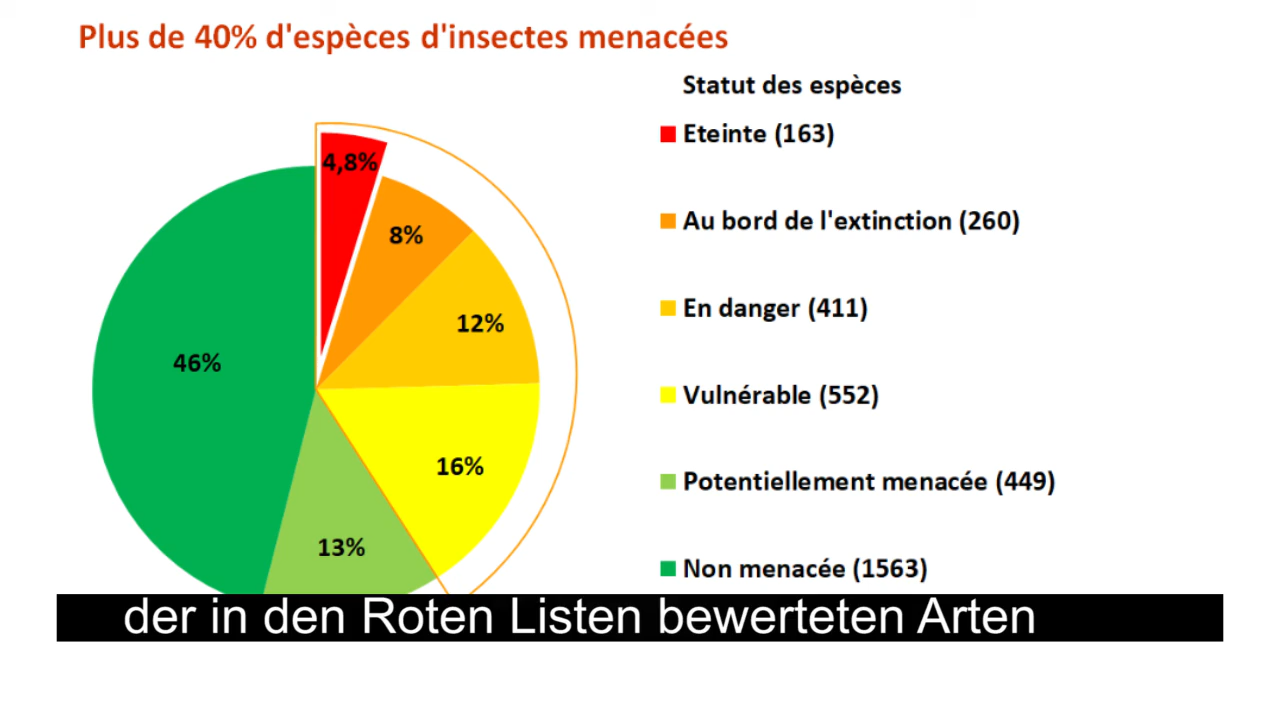 Plus de 40% d'espèces d'insectes menacées
Statut des espèces
Eteinte (163)
Au bord de l'extinction (260)
En danger (411)
Vulnérable (552)
Potentiellement menacée (449)
Non menacée (1563)
4,8%
8%
12%
16%
13%
46%
der in den Roten Listen bewerteten Arten